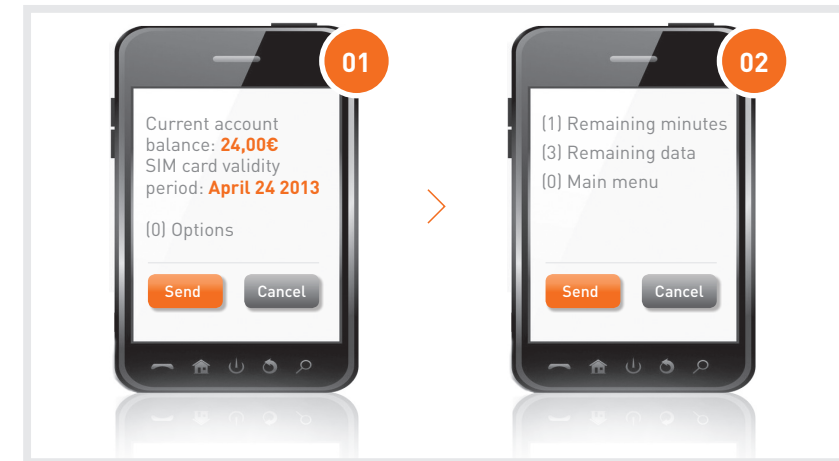 01
Current account
balance: 24,00€
SIM card validity
period: April 24 2013
(0) Options
Send Cancel
02
(1) Remaining minutes
(3) Remaining data
(0) Main menu
Send Cancel